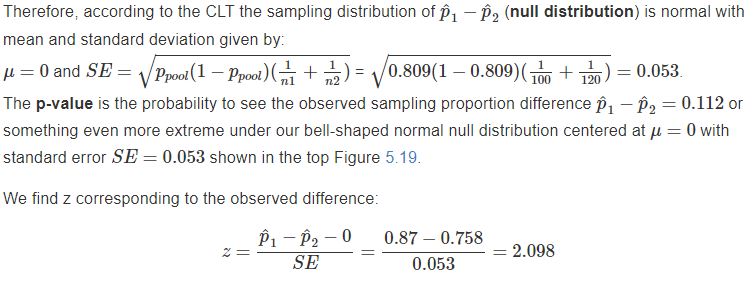 Therefore, according to the CLT the sampling distribution of p̂₁ − p̂₂ (null distribution) is normal with
mean and standard deviation given by:
μ = 0 and SE = √(p_pool(1 − p_pool)(1/n1 + 1/n2)) = √(0.809(1 − 0.809)(1/100 + 1/120)) = 0.053.
The p-value is the probability to see the observed sampling proportion difference p̂₁ − p̂₂ = 0.112 or
something even more extreme under our bell-shaped normal null distribution centered at μ = 0 with
standard error SE = 0.053 shown in the top Figure 5.19.
We find z corresponding to the observed difference:
z = (p̂₁ − p̂₂ − 0)/SE = (0.87 − 0.758)/0.053 = 2.098